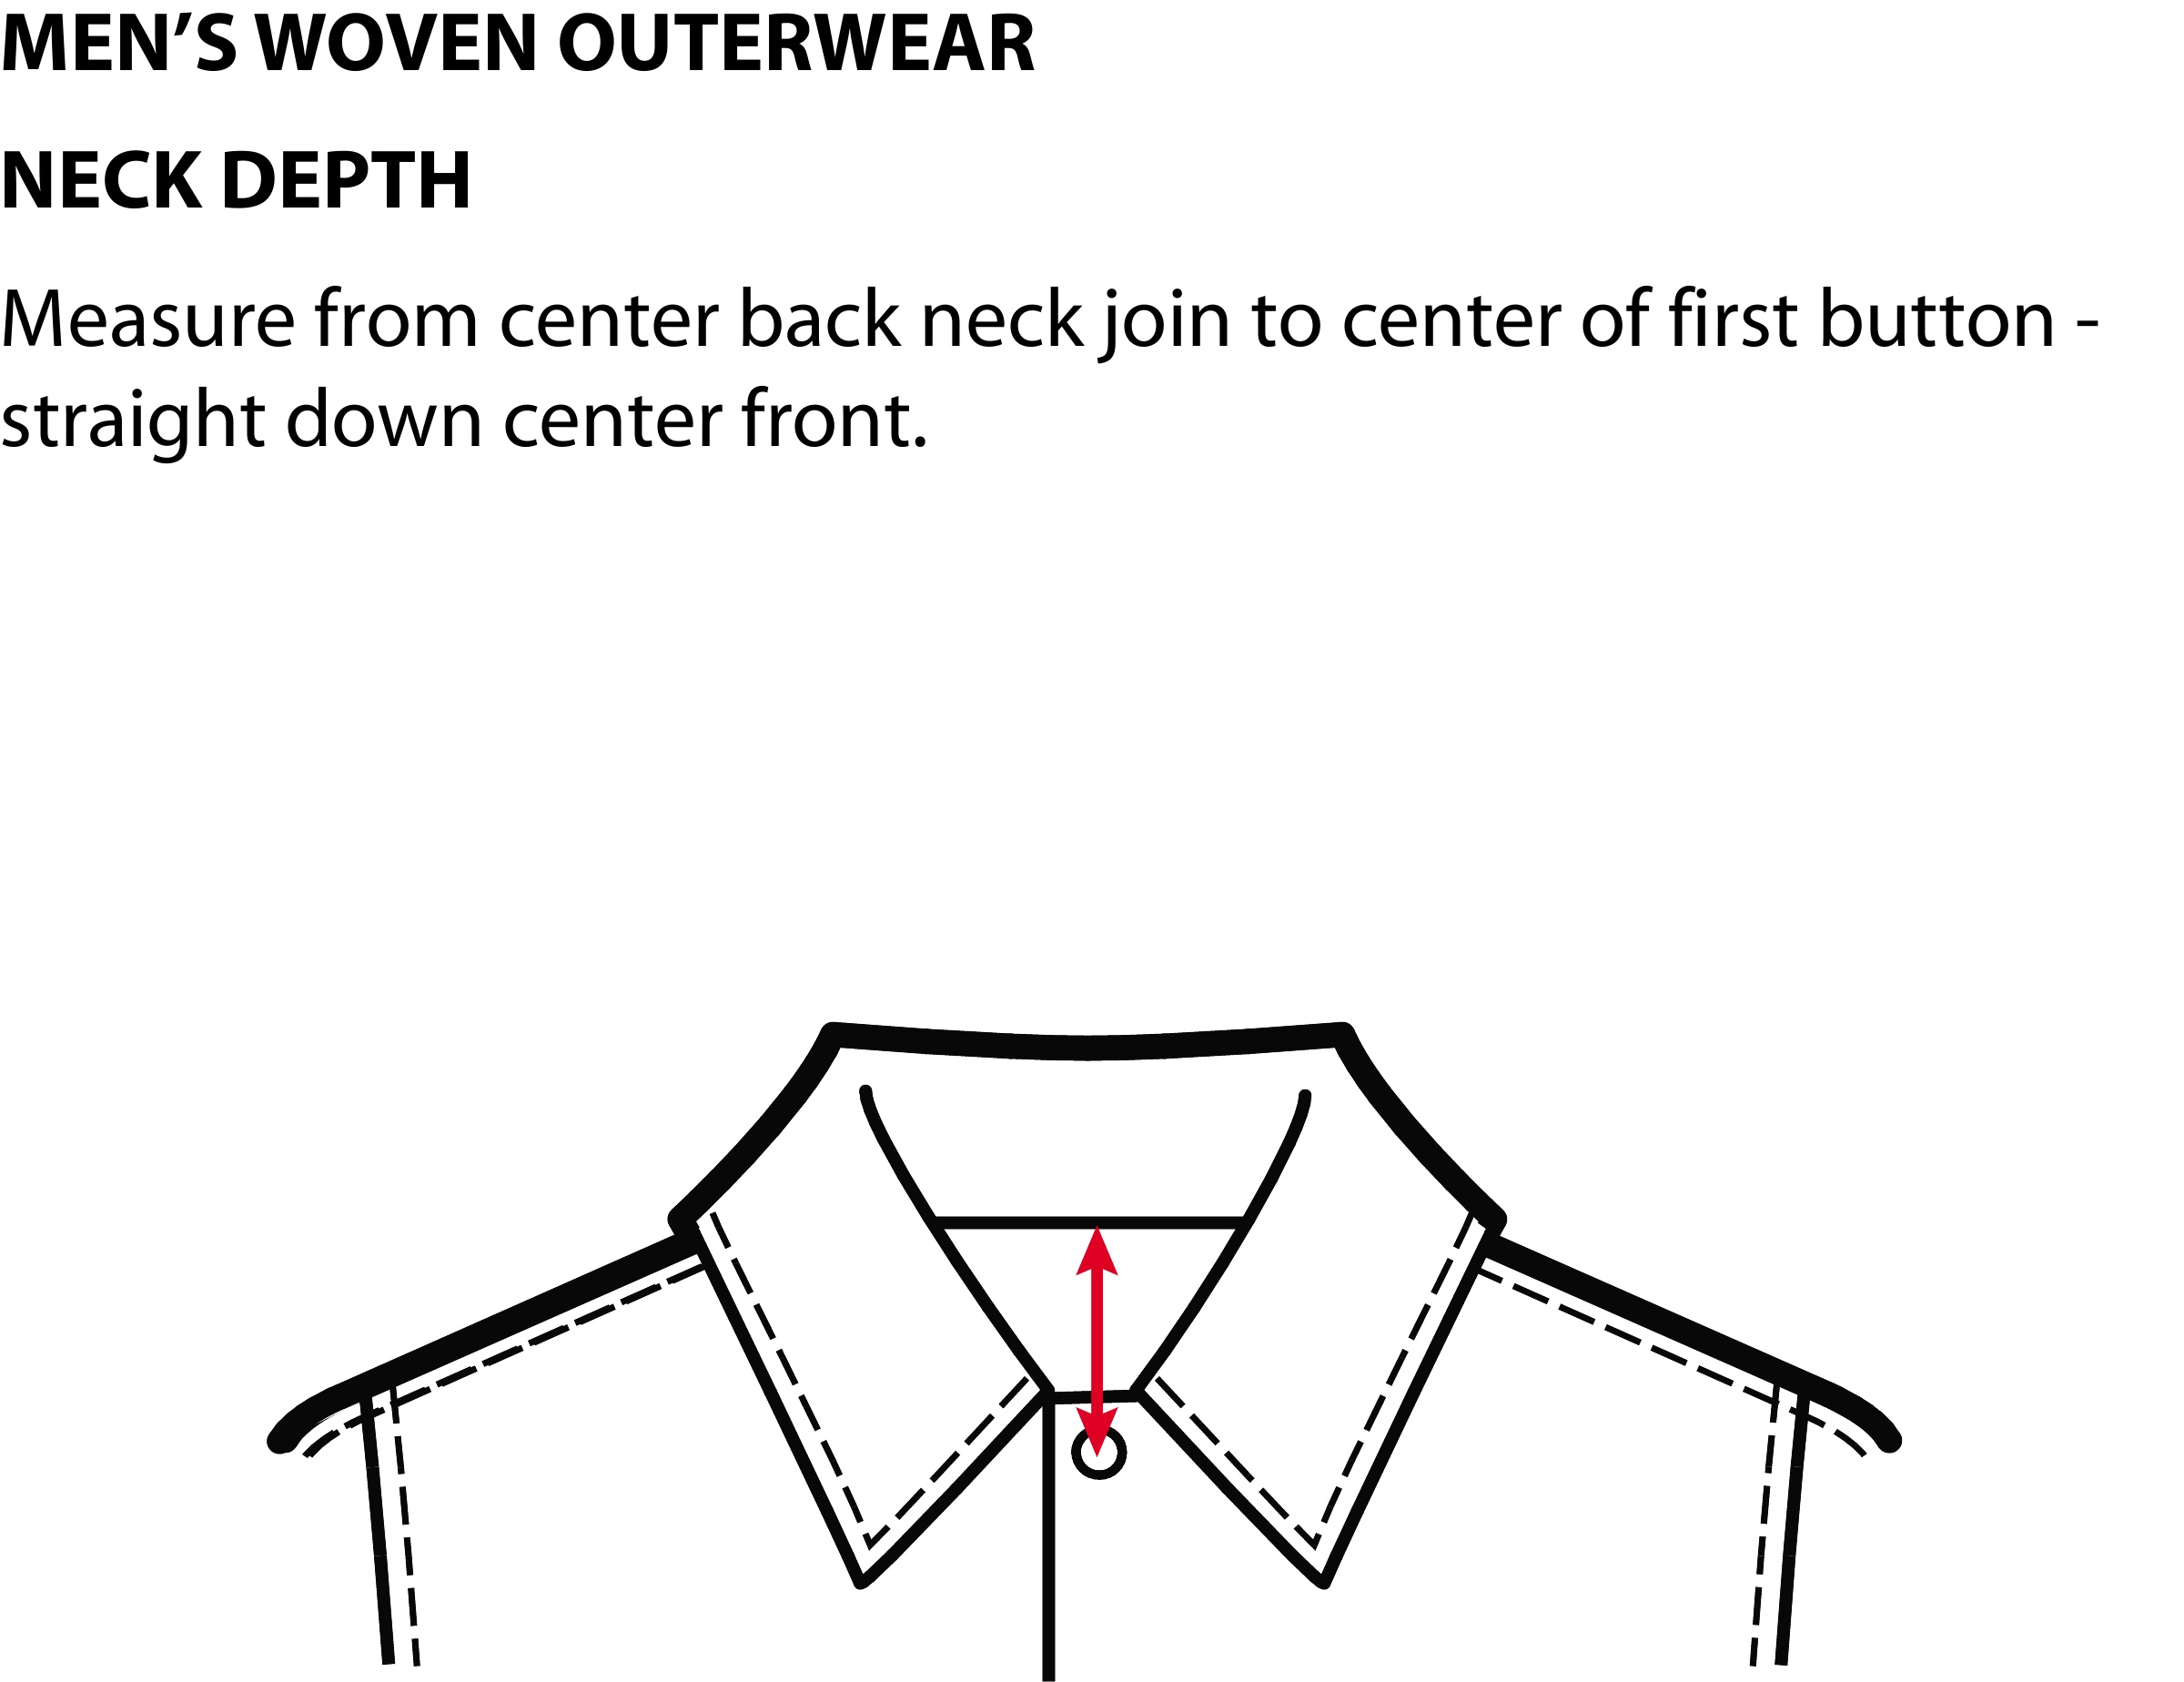 MEN’S WOVEN OUTERWEAR
NECK DEPTH
Measure from center back neck join to center of first button -
straight down center front.